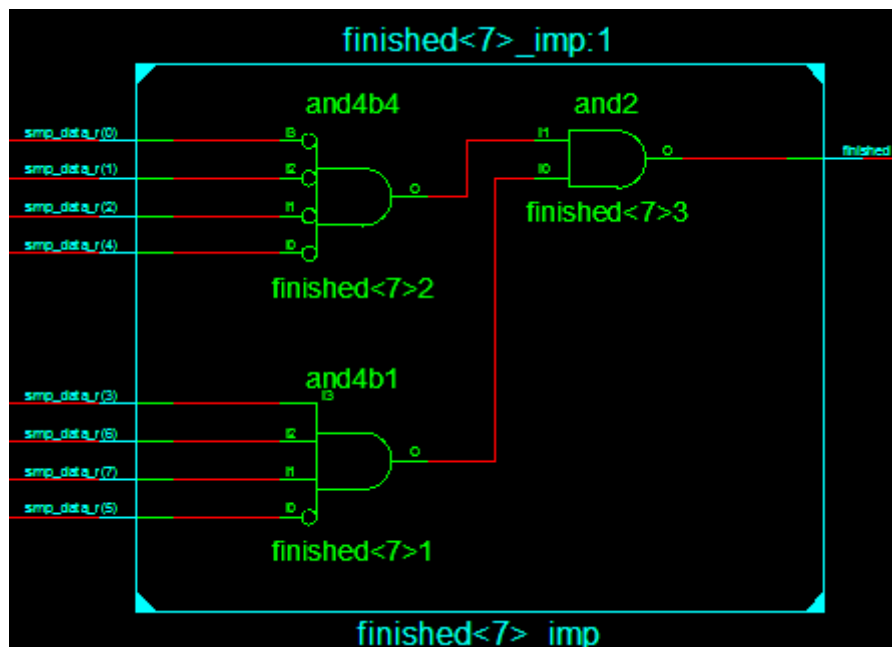 finished<7>_imp:1
and4b4
and2
smp_data_r(0)
I3
I1
smp_data_r(1)
I2
O
I0
finished
smp_data_r(2)
I1
O
finished<7>3
smp_data_r(4)
I0
finished<7>2
and4b1
smp_data_r(3)
I3
smp_data_r(6)
I2
O
smp_data_r(7)
I1
smp_data_r(5)
I0
finished<7>1
finished<7>_imp